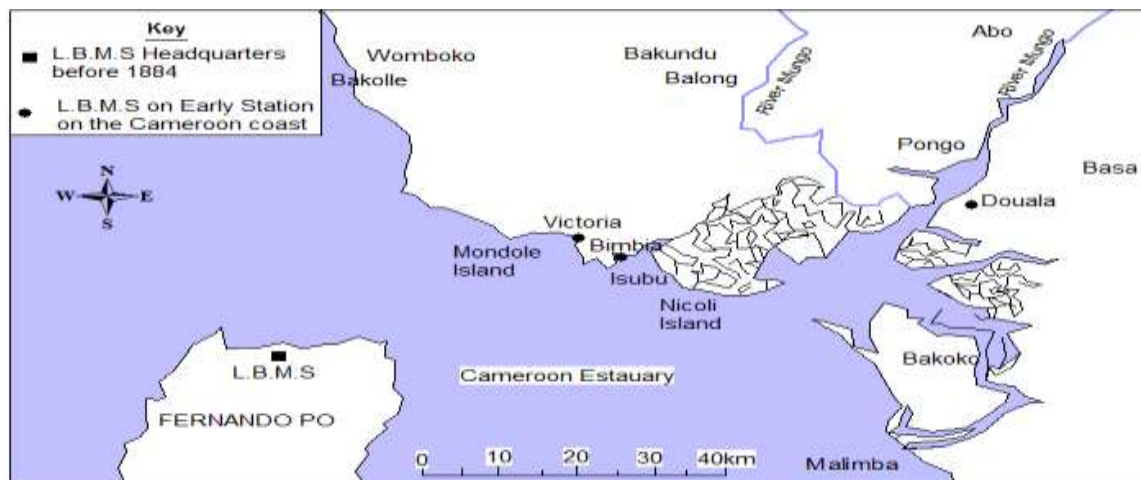 Key
L.B.M.S Headquarters
before 1884
L.B.M.S on Early Station
on the Cameroon coast
N
W
E
S
Womboko
Bakolle
Bakundu
Balong
River Mungo
Abo
River Mungo
Pongo
Basa
Douala
Victoria
Bimbia
Mondole
Island
Isubu
Nicoli
Island
Bakoko
L.B.M.S
FERNANDO PO
Cameroon Estauary
0 10 20 30 40km
Malimba